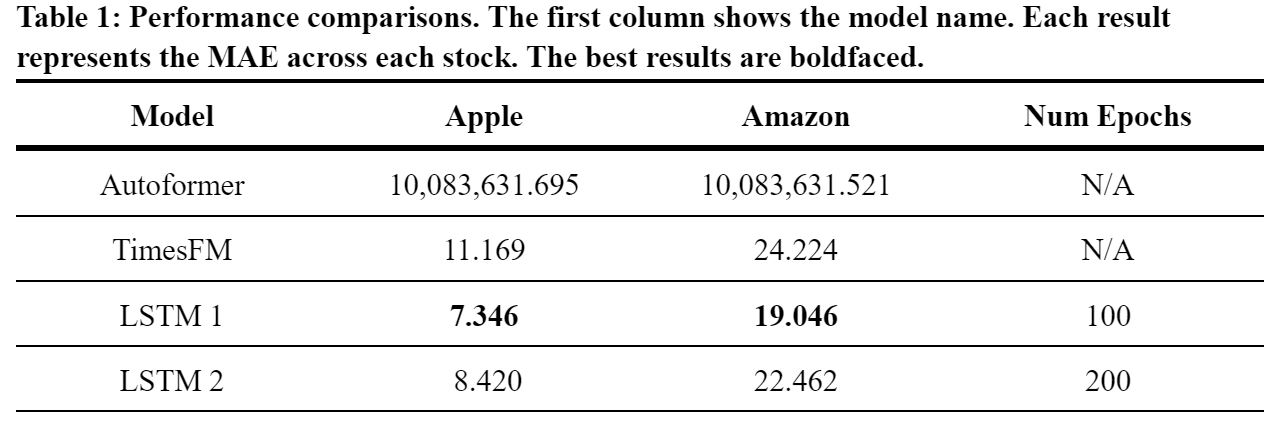 Table 1: Performance comparisons. The first column shows the model name. Each result
represents the MAE across each stock. The best results are boldfaced.
Model Apple Amazon Num Epochs
Autoformer 10,083,631.695 10,083,631.521 N/A
TimesFM 11.169 24.224 N/A
LSTM 1 7.346 19.046 100
LSTM 2 8.420 22.462 200